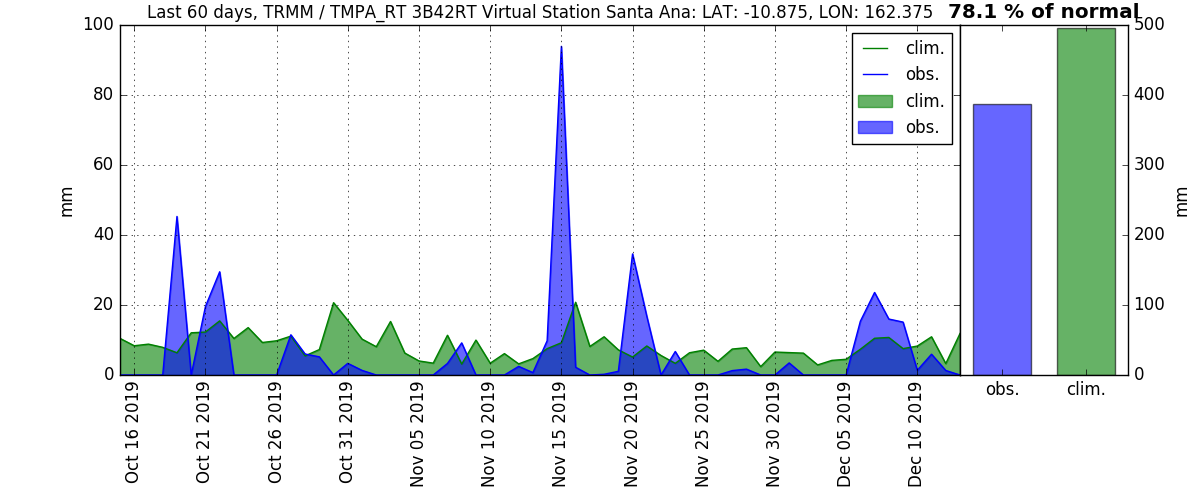 Last 60 days, TRMM / TMPA_RT 3B42RT Virtual Station Santa Ana: LAT: -10.875, LON: 162.375
78.1 % of normal
100
80
60
40
20
0
mm
clim.
obs.
clim.
obs.
500
400
300
200
100
0
mm
obs.
clim.
Oct 16 2019
Oct 21 2019
Oct 26 2019
Oct 31 2019
Nov 05 2019
Nov 10 2019
Nov 15 2019
Nov 20 2019
Nov 25 2019
Nov 30 2019
Dec 05 2019
Dec 10 2019